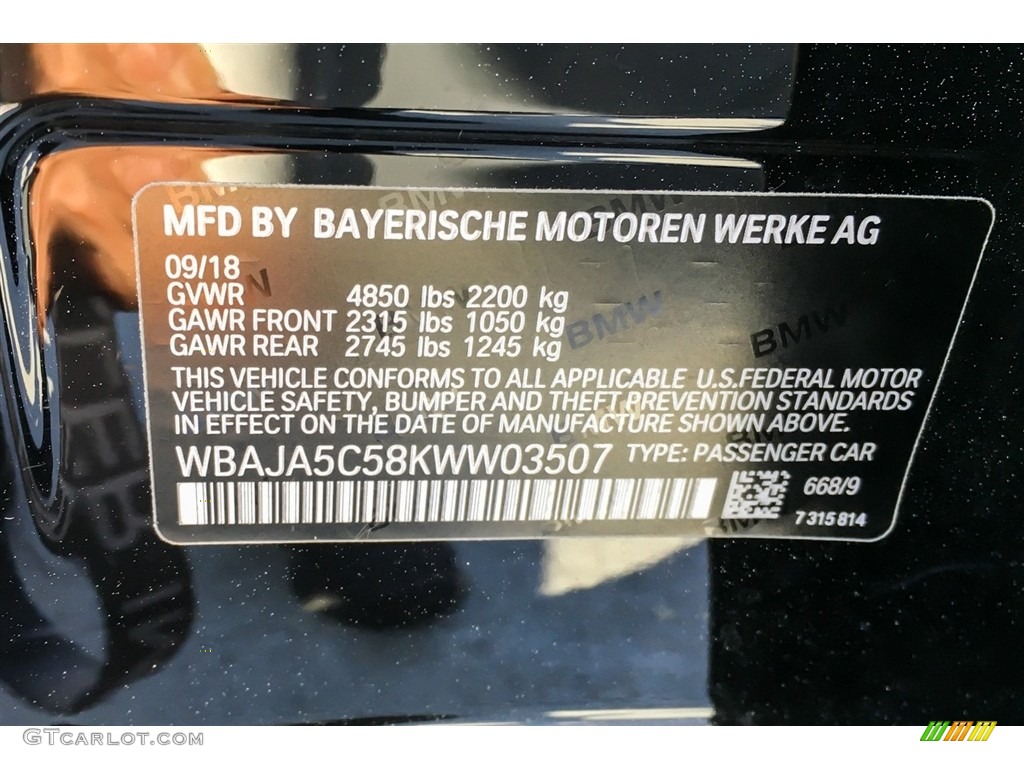 MFD BY BAYERISCHE MOTOREN WERKE AG
09/18
GVWR 4850 lbs 2200 kg
GAWR FRONT 2315 lbs 1050 kg
GAWR REAR 2745 lbs 1245 kg
THIS VEHICLE CONFORMS TO ALL APPLICABLE U.S.FEDERAL MOTOR
VEHICLE SAFETY, BUMPER AND THEFT PREVENTION STANDARDS
IN EFFECT ON THE DATE OF MANUFACTURE SHOWN ABOVE.
WBAJA5C58KWW03507 TYPE: PASSENGER CAR
668/9
7 315 814
GTCARLOT.COM